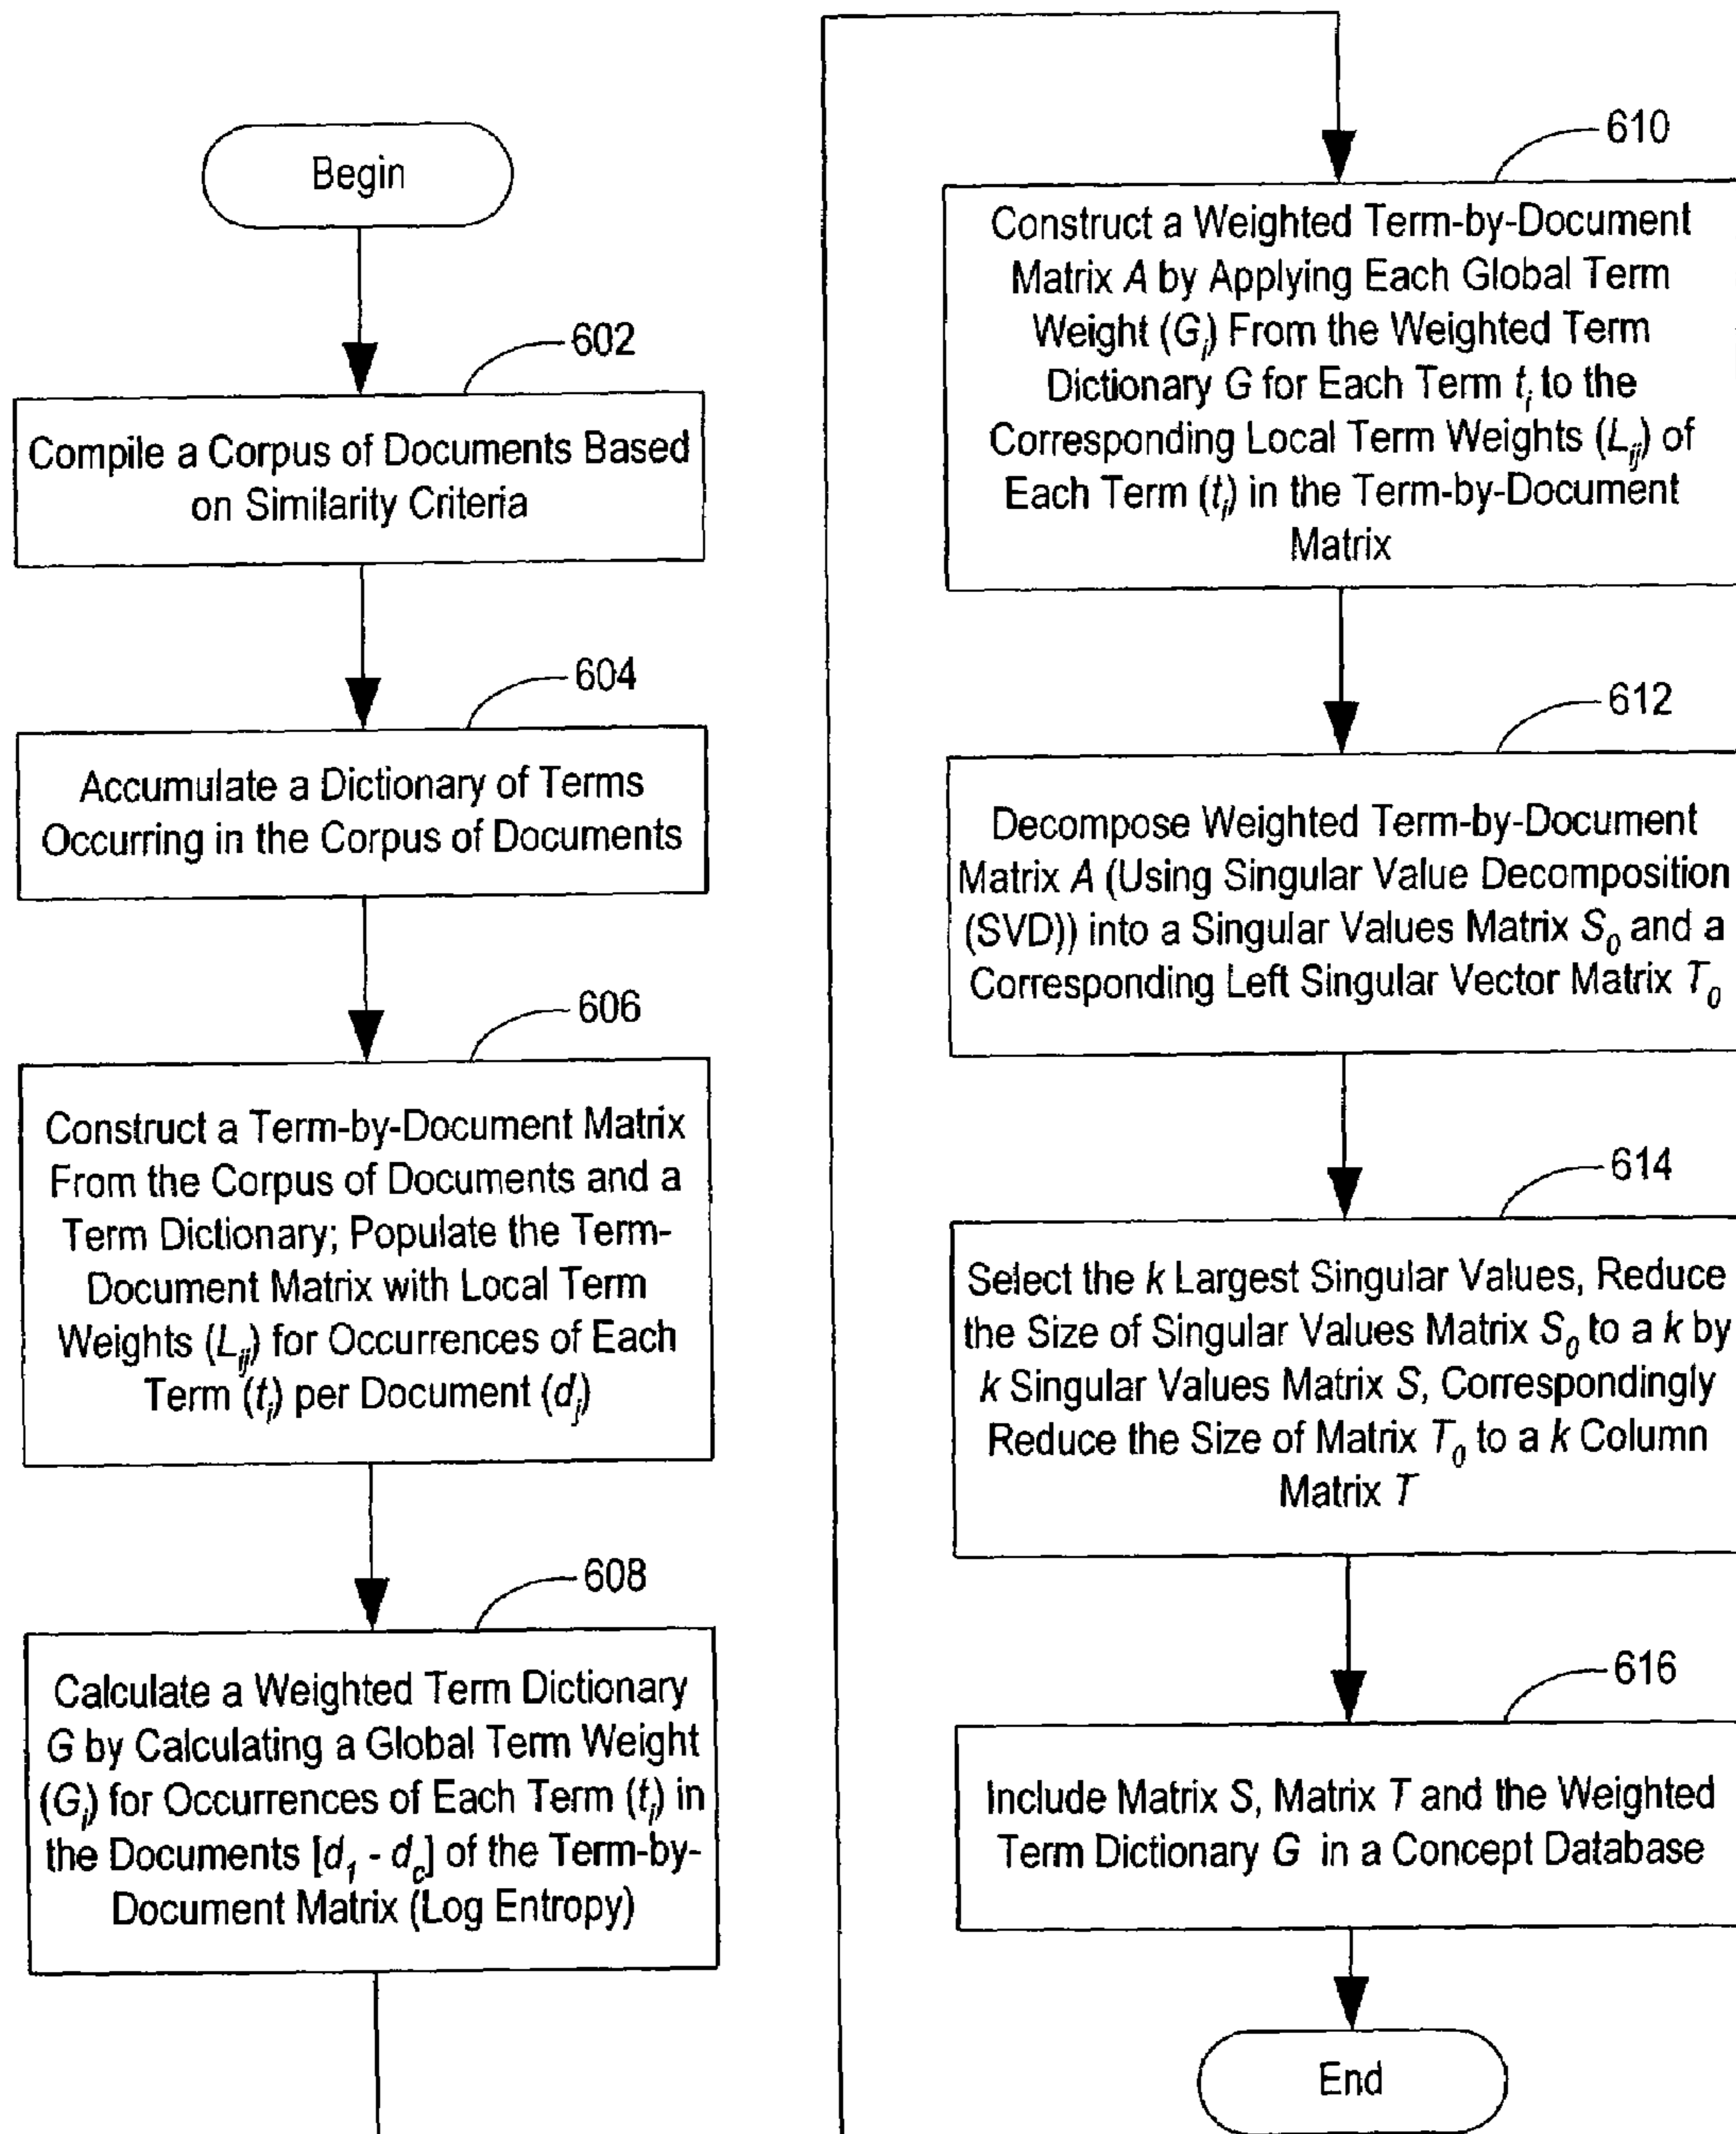 Begin
602
Compile a Corpus of Documents Based
on Similarity Criteria
604
Accumulate a Dictionary of Terms
Occurring in the Corpus of Documents
606
Construct a Term-by-Document Matrix
From the Corpus of Documents and a
Term Dictionary; Populate the Term-
Document Matrix with Local Term
Weights (Lij) for Occurrences of Each
Term (ti) per Document (dj)
608
Calculate a Weighted Term Dictionary
G by Calculating a Global Term Weight
(Gi) for Occurrences of Each Term (ti) in
the Documents [d1 - dc] of the Term-by-
Document Matrix (Log Entropy)
610
Construct a Weighted Term-by-Document
Matrix A by Applying Each Global Term
Weight (Gi) From the Weighted Term
Dictionary G for Each Term ti to the
Corresponding Local Term Weights (Lij) of
Each Term (ti) in the Term-by-Document
Matrix
612
Decompose Weighted Term-by-Document
Matrix A (Using Singular Value Decomposition
(SVD)) into a Singular Values Matrix S0 and a
Corresponding Left Singular Vector Matrix T0
614
Select the k Largest Singular Values, Reduce
the Size of Singular Values Matrix S0 to a k by
k Singular Values Matrix S, Correspondingly
Reduce the Size of Matrix T0 to a k Column
Matrix T
616
Include Matrix S, Matrix T and the Weighted
Term Dictionary G in a Concept Database
End